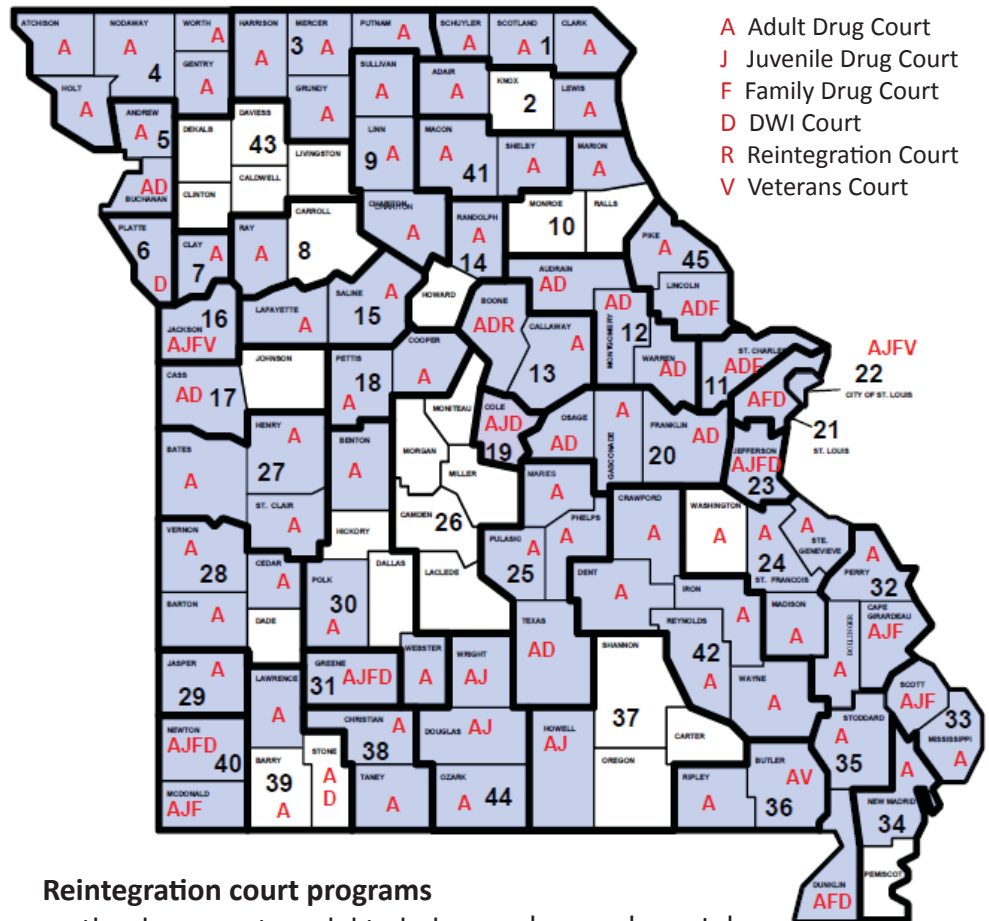 A Adult Drug Court
J Juvenile Drug Court
F Family Drug Court
D DWI Court
R Reintegration Court
V Veterans Court
ATCHISON A
NODAWAY A
4
WORTH A
GENTRY A
HOLT A
HARRISON A
3
MERCER A
PUTNAM A
GRUNDY A
SCHUYLER A
SCOTLAND A
1
CLARK A
SULLIVAN A
ADAIR A
KNOX
2
LEWIS A
ANDREW A
5
BUCHANAN AD
DEKALB
DAVIESS
43
LIVINGSTON
CLINTON
CALDWELL
LINN A
9
MACON A
41
SHELBY A
MARION A
CHARITON A
PLATTE
6
D
CLAY A
7
RAY A
CARROLL
8
RANDOLPH
A
14
MONROE
10
RALLS
PIKE A
45
LINCOLN
ADF
HOWARD
AUDRAIN
AD
JACKSON
16
AJFV
LAFAYETTE A
SALINE A
15
BOONE
ADR
CALLAWAY A
13
AD
MONTGOMERY
12
WARREN AD
ST. CHARLES
ADF
11
AFD
AJFV
22
CITY OF ST. LOUIS
21
ST. LOUIS
JOHNSON
PETTIS
18
A
COOPER
A
CASS
AD 17
MONITEAU
COLE
AJD
19
OSAGE
AD
A
GASCONADE
FRANKLIN AD
20
JEFFERSON
AJFD
23
BATES
A
HENRY A
27
ST. CLAIR
A
BENTON
A
MORGAN
MILLER
CAMDEN
26
MARIES
A
PHELPS
A
PULASKI A
25
CRAWFORD
A
WASHINGTON
A
A
24
ST. FRANCOIS
A
STE. GENEVIEVE
HICKORY
VERNON
A
28
CEDAR
A
POLK
30
A
DALLAS
LACLEDE
DENT
A
IRON
A
REYNOLDS
42
A
MADISON
A
PERRY
A
32
BARTON
A
DADE
TEXAS
AD
SHANNON
BOLLINGER
A
CAPE GIRARDEAU
AJF
JASPER A
29
LAWRENCE
A
GREENE
31 AJFD
WEBSTER
A
WRIGHT
AJ
WAYNE
A
SCOTT
AJF
33
MISSISSIPPI
A
NEWTON
AJFD
40
MCDONALD
AJF
BARRY
39
A
STONE
A
D
CHRISTIAN A
38
TANEY
A
DOUGLAS AJ
OZARK
A 44
HOWELL
AJ
37
OREGON
CARTER
RIPLEY
A
BUTLER
AV
36
STODDARD
A
35
A
NEW MADRID
34
PEMISCOT
DUNKLIN
AFD
Reintegration court programs